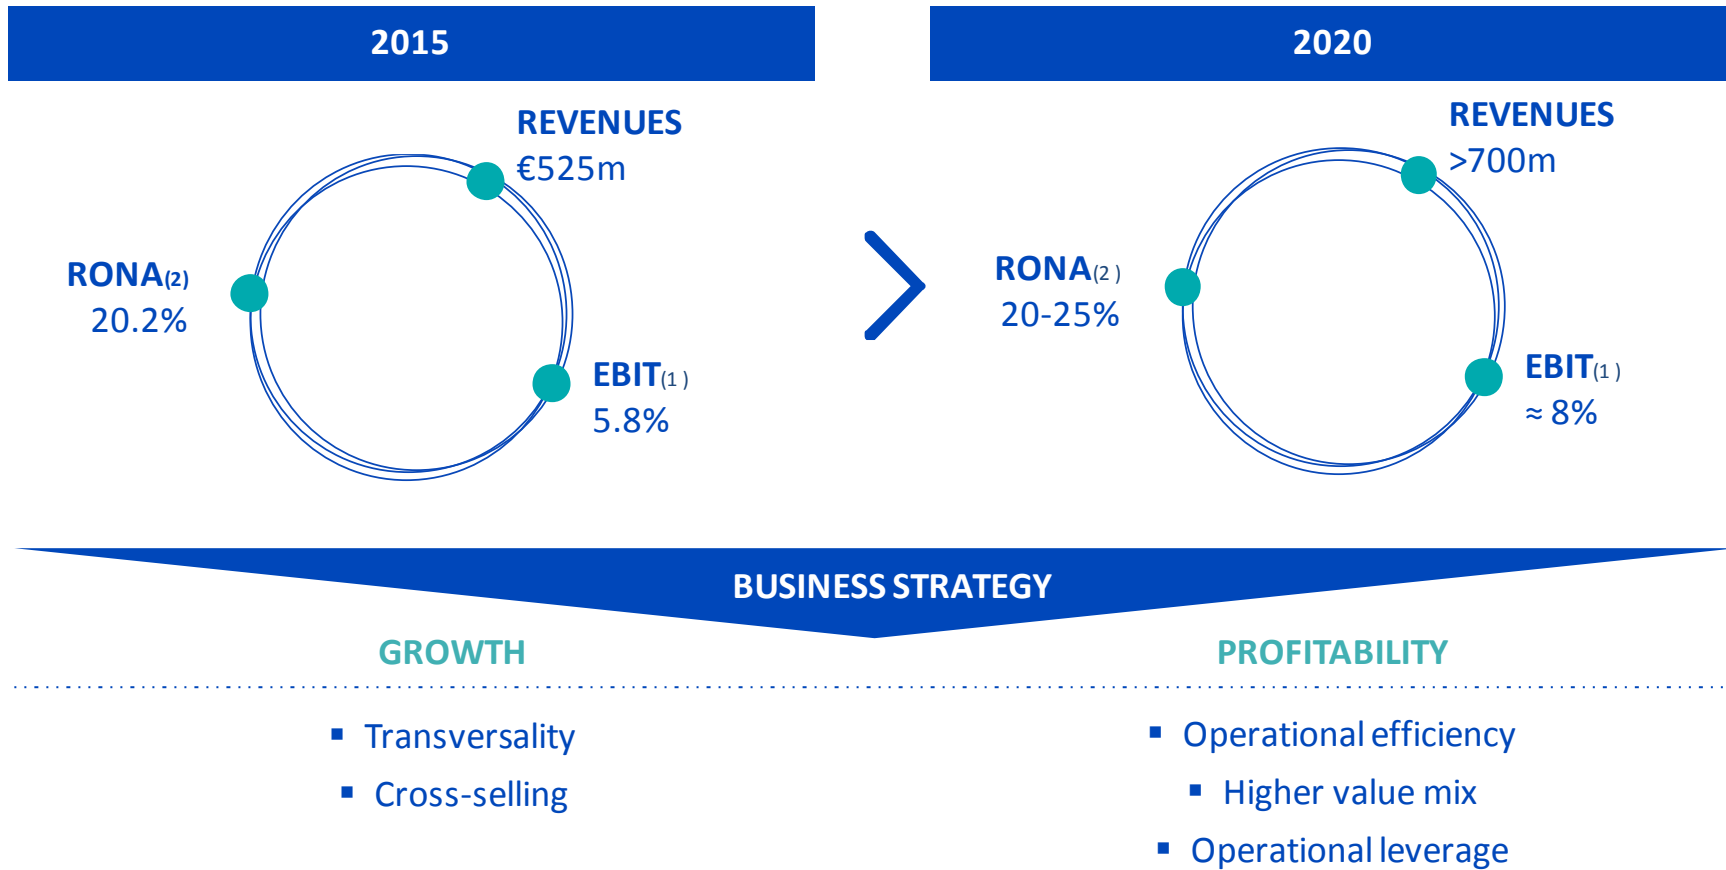 2015
REVENUES
€525m
RONA(2)
20.2%
EBIT(1 )
5.8%
2020
REVENUES
>700m
RONA(2 )
20-25%
EBIT(1 )
≈ 8%
BUSINESS STRATEGY
GROWTH
▪ Transversality
▪ Cross-selling
PROFITABILITY
▪ Operational efficiency
▪ Higher value mix
▪ Operational leverage